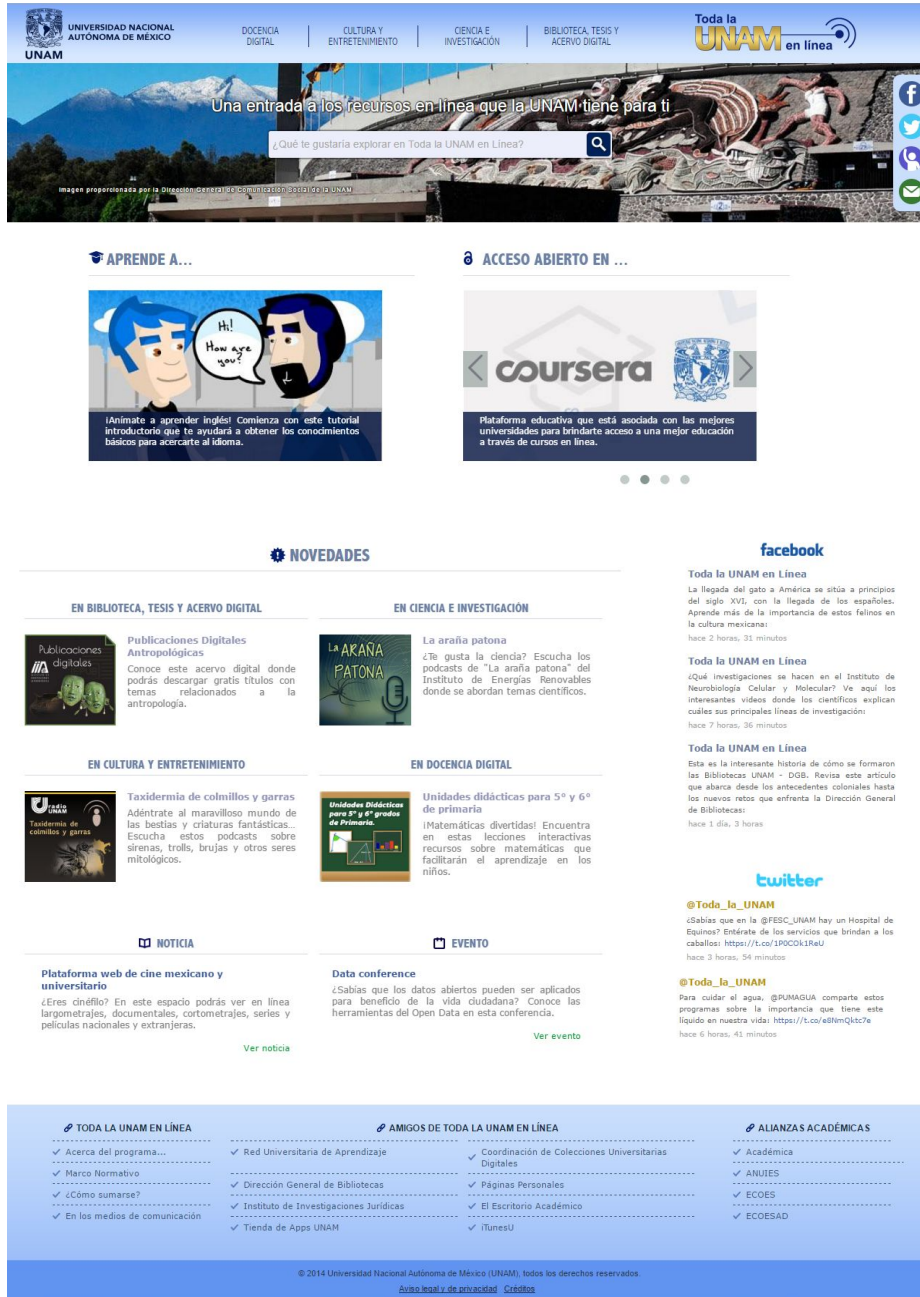 UNIVERSIDAD NACIONAL
AUTÓNOMA DE MÉXICO
UNAM
DOCENCIA
DIGITAL
CULTURA Y
ENTRETENIMIENTO
CIENCIA E
INVESTIGACIÓN
BIBLIOTECA, TESIS Y
ACERVO DIGITAL
Toda la
UNAM en línea
Una entrada a los recursos en línea que la UNAM tiene para ti
¿Qué te gustaría explorar en Toda la UNAM en Línea?
Imagen proporcionada por la Dirección General de Comunicación Social de la UNAM
APRENDE A...
Hi!
How are
you?
¡Anímate a aprender inglés! Comienza con este tutorial
introductorio que te ayudará a obtener los conocimientos
básicos para acercarte al idioma.
ACCESO ABIERTO EN ...
coursera
Plataforma educativa que está asociada con las mejores
universidades para brindarte acceso a una mejor educación
a través de cursos en línea.
NOVEDADES
EN BIBLIOTECA, TESIS Y ACERVO DIGITAL
Publicaciones
digitales
iiA
Publicaciones Digitales
Antropológicas
Conoce este acervo digital donde
podrás descargar gratis títulos con
temas relacionados a la
antropología.
EN CIENCIA E INVESTIGACIÓN
La ARAÑA
PATONA
La araña patona
¿Te gusta la ciencia? Escucha los
podcasts de "La araña patona" del
Instituto de Energías Renovables
donde se abordan temas científicos.
EN CULTURA Y ENTRETENIMIENTO
radio
UNAM
Taxidermia de
colmillos y garras
Taxidermia de colmillos y garras
Adéntrate al maravilloso mundo de
las bestias y criaturas fantásticas...
Escucha estos podcasts sobre
sirenas, trolls, brujas y otros seres
mitológicos.
EN DOCENCIA DIGITAL
Unidades Didácticas
para 5° y 6° grados
de Primaria.
Unidades didácticas para 5° y 6°
de primaria
¡Matemáticas divertidas! Encuentra
en estas lecciones interactivas
recursos sobre matemáticas que
facilitarán el aprendizaje en los
niños.
NOTICIA
Plataforma web de cine mexicano y
universitario
¿Eres cinéfilo? En este espacio podrás ver en línea
largometrajes, documentales, cortometrajes, series y
películas nacionales y extranjeras.
Ver noticia
EVENTO
Data conference
¿Sabías que los datos abiertos pueden ser aplicados
para beneficio de la vida ciudadana? Conoce las
herramientas del Open Data en esta conferencia.
Ver evento
facebook
Toda la UNAM en Línea
La llegada del gato a América se sitúa a principios
del siglo XVI, con la llegada de los españoles.
Aprende más de la importancia de estos felinos en
la cultura mexicana:
hace 2 horas, 31 minutos
Toda la UNAM en Línea
¿Qué investigaciones se hacen en el Instituto de
Neurobiología Celular y Molecular? Ve aquí los
interesantes videos donde los científicos explican
cuáles sus principales líneas de investigación:
hace 7 horas, 36 minutos
Toda la UNAM en Línea
Esta es la interesante historia de cómo se formaron
las Bibliotecas UNAM - DGB. Revisa este artículo
que abarca desde los antecedentes coloniales hasta
los nuevos retos que enfrenta la Dirección General
de Bibliotecas:
hace 1 día, 3 horas
twitter
@Toda_la_UNAM
¿Sabías que en la @FESC_UNAM hay un Hospital de
Equinos? Entérate de los servicios que brindan a los
caballos: https://t.co/1P0COk1ReU
hace 3 horas, 54 minutos
@Toda_la_UNAM
Para cuidar el agua, @PUMAGUA comparte estos
programas sobre la importancia que tiene este
líquido en nuestra vida: https://t.co/e8NmQktc7e
hace 6 horas, 41 minutos
TODA LA UNAM EN LÍNEA
Acerca del programa...
Marco Normativo
¿Cómo sumarse?
En los medios de comunicación
AMIGOS DE TODA LA UNAM EN LÍNEA
Red Universitaria de Aprendizaje
Dirección General de Bibliotecas
Instituto de Investigaciones Jurídicas
Tienda de Apps UNAM
Coordinación de Colecciones Universitarias
Digitales
Páginas Personales
El Escritorio Académico
iTunesU
ALIANZAS ACADÉMICAS
Académica
ANUIES
ECOES
ECOESAD
© 2014 Universidad Nacional Autónoma de México (UNAM), todos los derechos reservados.
Aviso legal y de privacidad Créditos